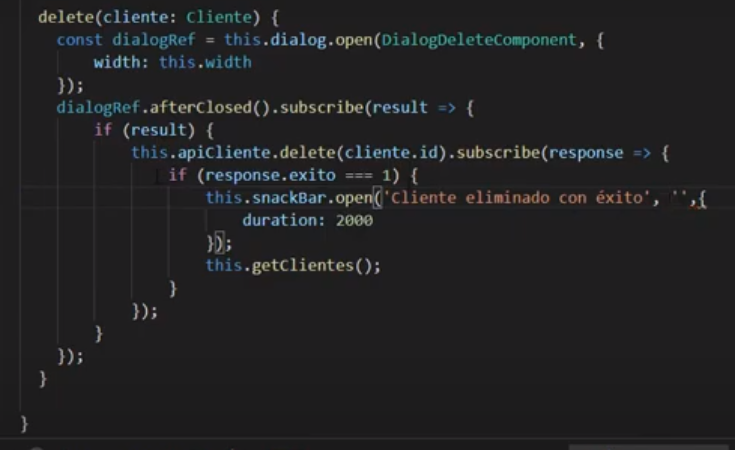 delete(cliente: Cliente) {
const dialogRef = this.dialog.open(DialogDeleteComponent, {
width: this.width
});
dialogRef.afterClosed().subscribe(result => {
if (result) {
this.apiCliente.delete(cliente.id).subscribe(response => {
if (response.exito === 1) {
this.snackBar.open('Cliente eliminado con éxito', '',{
duration: 2000
});
this.getClientes();
}
});
}
});
}
}